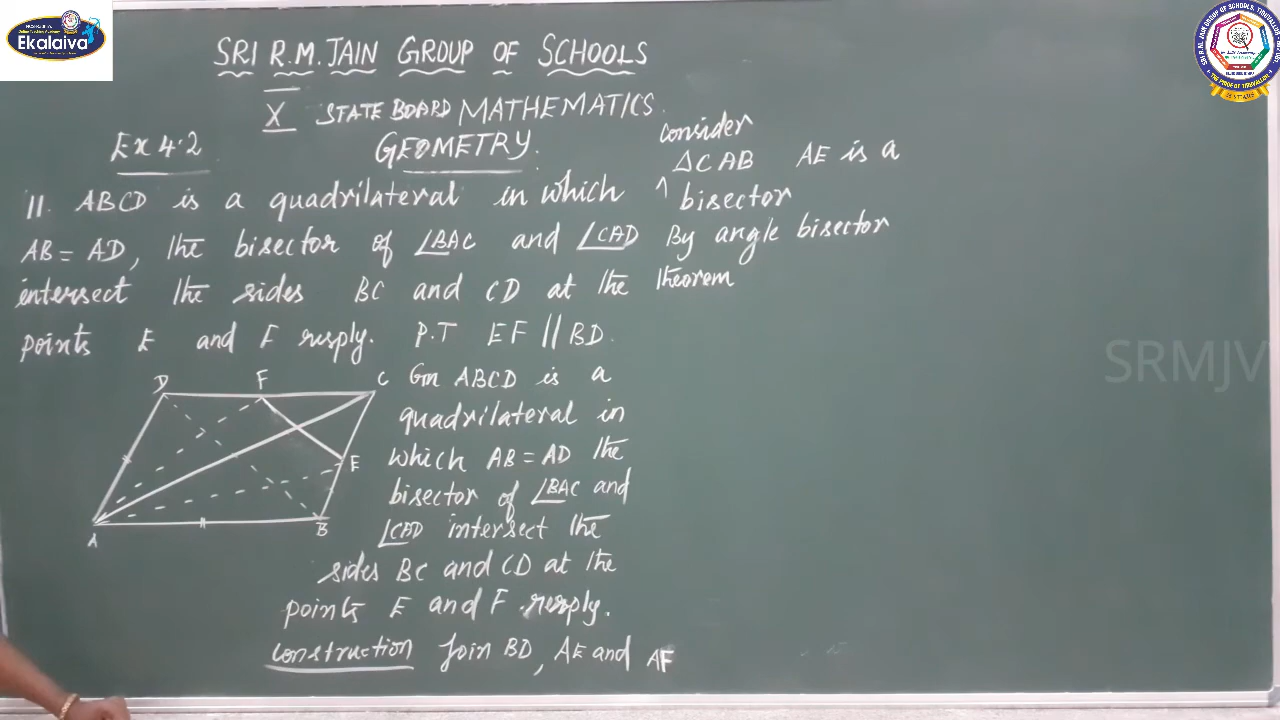 Ekalaiva
SRI R.M. JAIN GROUP OF SCHOOLS
X STATE BOARD MATHEMATICS
Ex 4.2 GEOMETRY.
11. ABCD is a quadrilateral in which
AB = AD, the bisector of ∠BAC and ∠CAD
intersect the sides BC and CD at the
points E and F resply. P.T EF || BD.
D F C
E
A B
Gn ABCD is a
quadrilateral in
which AB = AD the
bisector of ∠BAC and
∠CAD intersect the
sides BC and CD at the
points E and F resply.
construction Join BD, AE and AF
consider
△CAB AE is a
^ bisector
By angle bisector
theorem
SRMJV